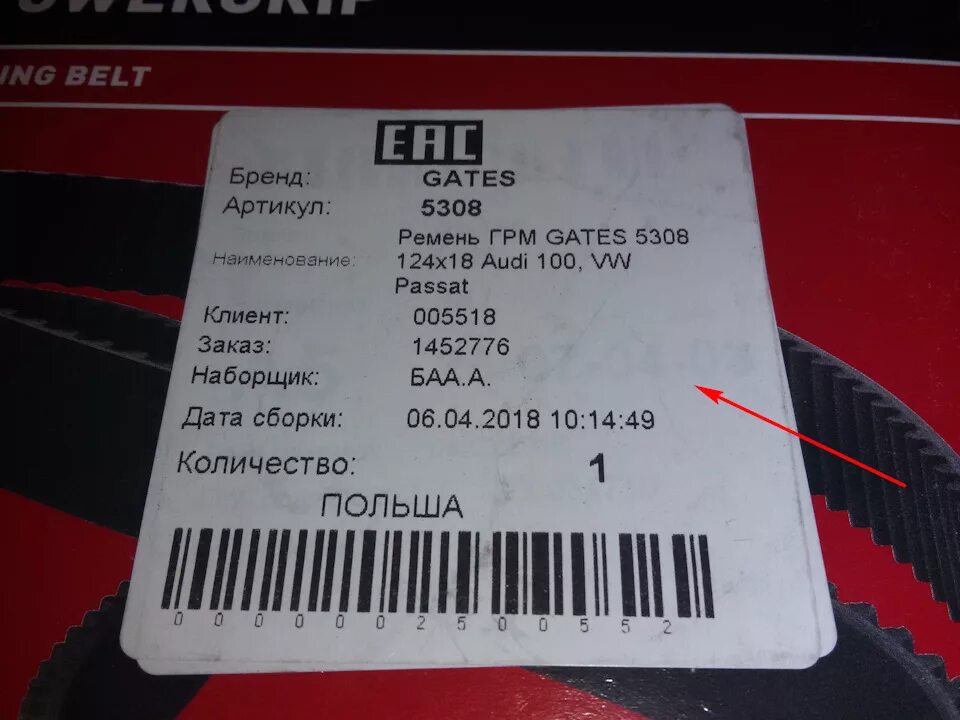 POWERGRIP
ING BELT
EAC
Бренд: GATES
Артикул: 5308
Ремень ГРМ GATES 5308
Наименование: 124x18 Audi 100, VW
Passat
Клиент: 005518
Заказ: 1452776
Наборщик: БАА.А.
Дата сборки: 06.04.2018 10:14:49
Количество: 1
ПОЛЬША
0000002500552